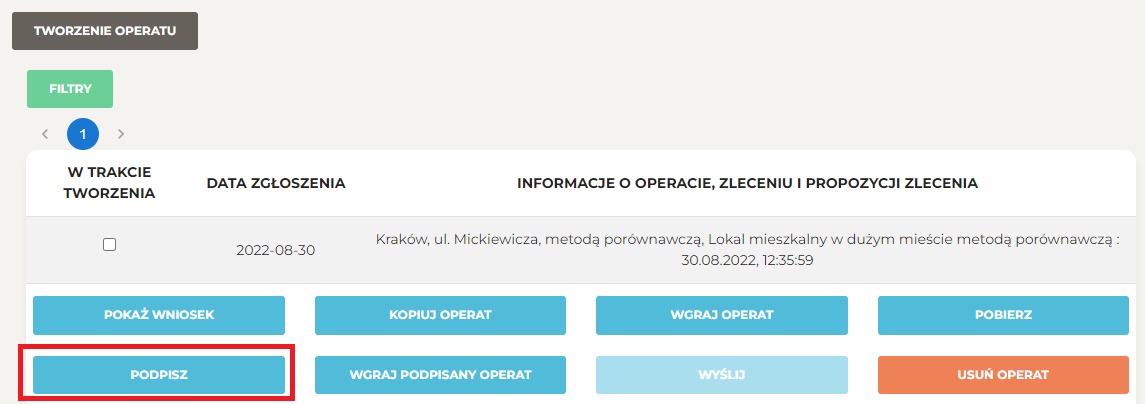 TWORZENIE OPERATU
FILTRY
1
W TRAKCIE
TWORZENIA
DATA ZGŁOSZENIA
INFORMACJE O OPERACIE, ZLECENIU I PROPOZYCJI ZLECENIA
2022-08-30
Kraków, ul. Mickiewicza, metodą porównawczą, Lokal mieszkalny w dużym mieście metodą porównawczą :
30.08.2022, 12:35:59
POKAŻ WNIOSEK
KOPIUJ OPERAT
WGRAJ OPERAT
POBIERZ
PODPISZ
WGRAJ PODPISANY OPERAT
WYŚLIJ
USUŃ OPERAT